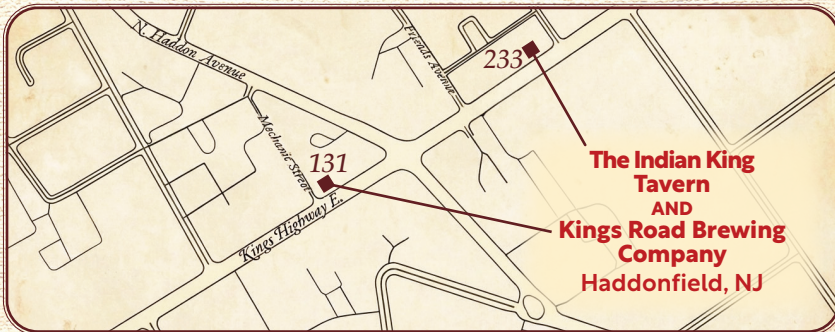 N. Haddon Avenue
Friends Avenue
233
Mechanic Street
131
Kings Highway E.
The Indian King
Tavern
AND
Kings Road Brewing
Company
Haddonfield, NJ